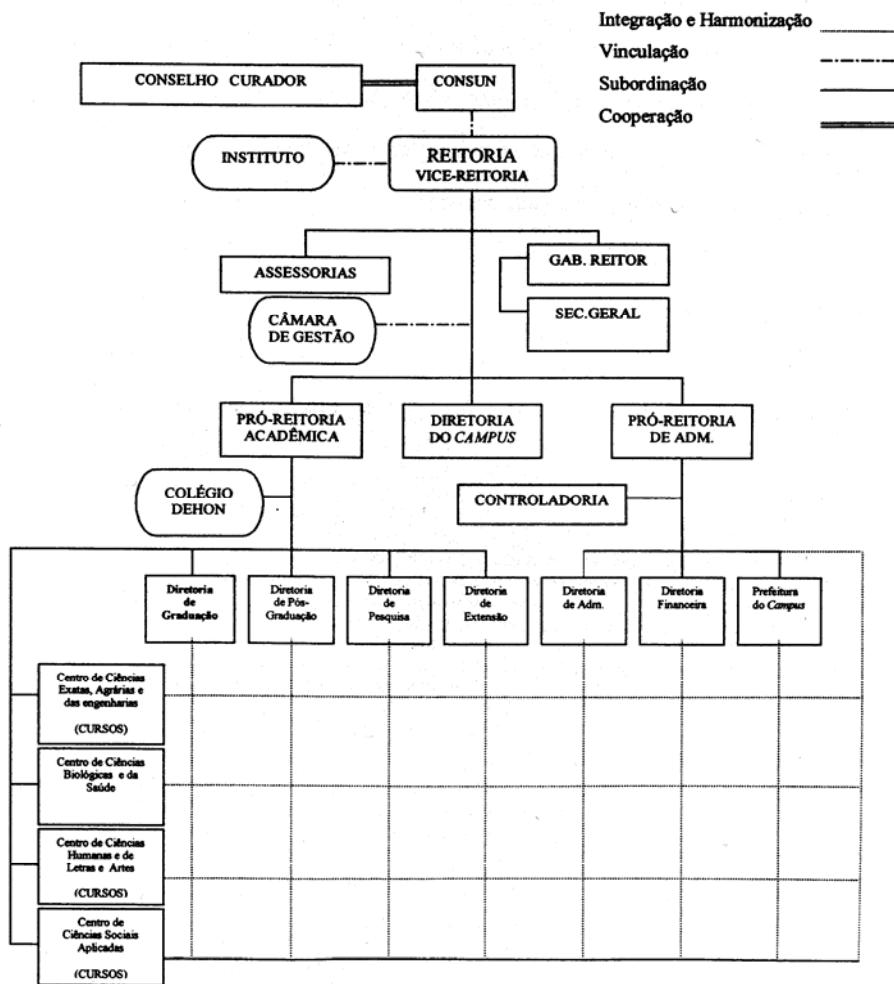 Integração e Harmonização
Vinculação
Subordinação
Cooperação
CONSELHO CURADOR
CONSUN
INSTITUTO
REITORIA
VICE-REITORIA
ASSESSORIAS
GAB. REITOR
SEC.GERAL
CÂMARA
DE GESTÃO
PRÓ-REITORIA
ACADÊMICA
DIRETORIA
DO CAMPUS
PRÓ-REITORIA
DE ADM.
COLÉGIO
DEHON
CONTROLADORIA
Diretoria
de
Graduação
Diretoria
de Pós-
Graduação
Diretoria
de
Pesquisa
Diretoria
de
Extensão
Diretoria
de Adm.
Diretoria
Financeira
Prefeitura
do Campus
Centro de Ciências
Exatas, Agrárias e
das engenharias
(CURSOS)
Centro de Ciências
Biológicas e da
Saúde
Centro de Ciências
Humanas e de
Letras e Artes
(CURSOS)
Centro de
Ciências Sociais
Aplicadas
(CURSOS)